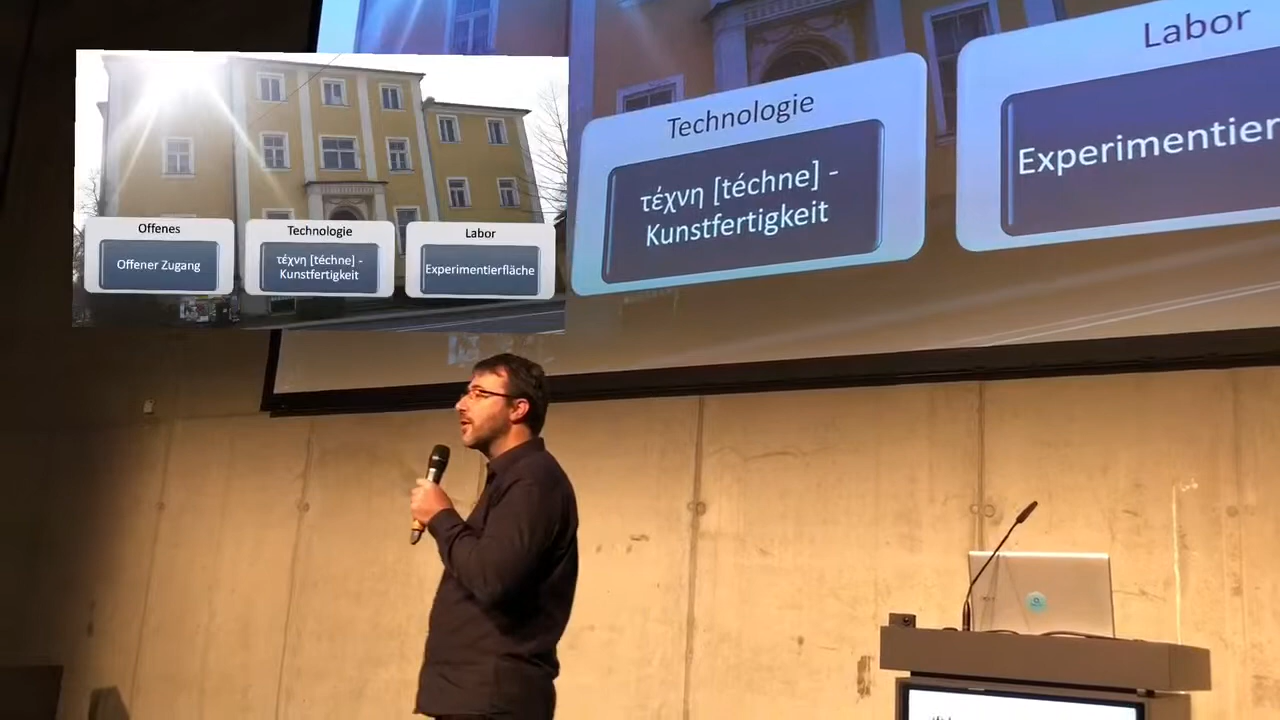 Offenes
Offener Zugang
Technologie
τέχνη [téchne] -
Kunstfertigkeit
Labor
Experimentierfläche
Technologie
τέχνη [téchne] -
Kunstfertigkeit
Labor
Experimentier